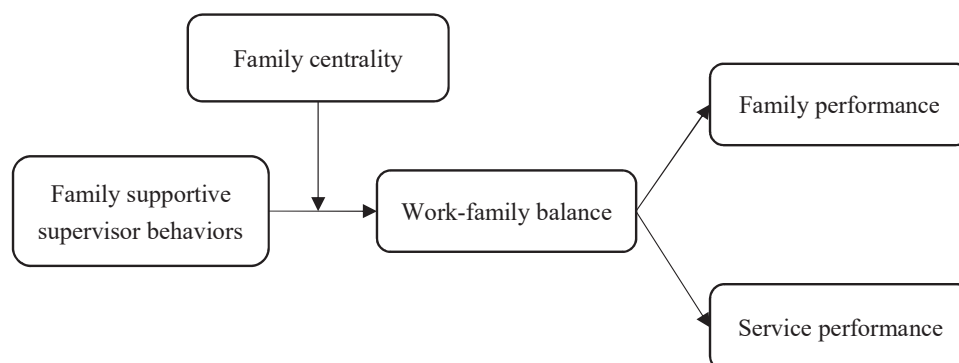 Family centrality
Family performance
Family supportive
supervisor behaviors
Work-family balance
Service performance